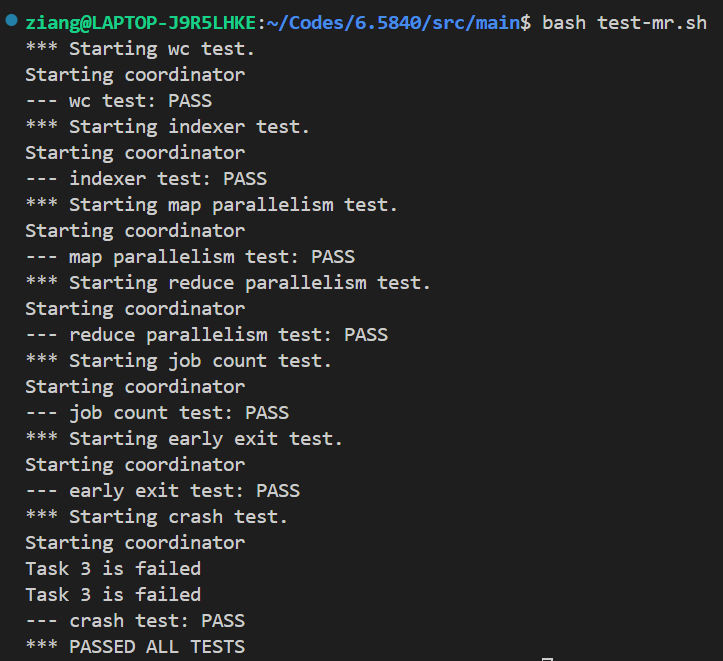 ziang@LAPTOP-J9R5LHKE:~/Codes/6.5840/src/main$ bash test-mr.sh
*** Starting wc test.
Starting coordinator
--- wc test: PASS
*** Starting indexer test.
Starting coordinator
--- indexer test: PASS
*** Starting map parallelism test.
Starting coordinator
--- map parallelism test: PASS
*** Starting reduce parallelism test.
Starting coordinator
--- reduce parallelism test: PASS
*** Starting job count test.
Starting coordinator
--- job count test: PASS
*** Starting early exit test.
Starting coordinator
--- early exit test: PASS
*** Starting crash test.
Starting coordinator
Task 3 is failed
Task 3 is failed
--- crash test: PASS
*** PASSED ALL TESTS